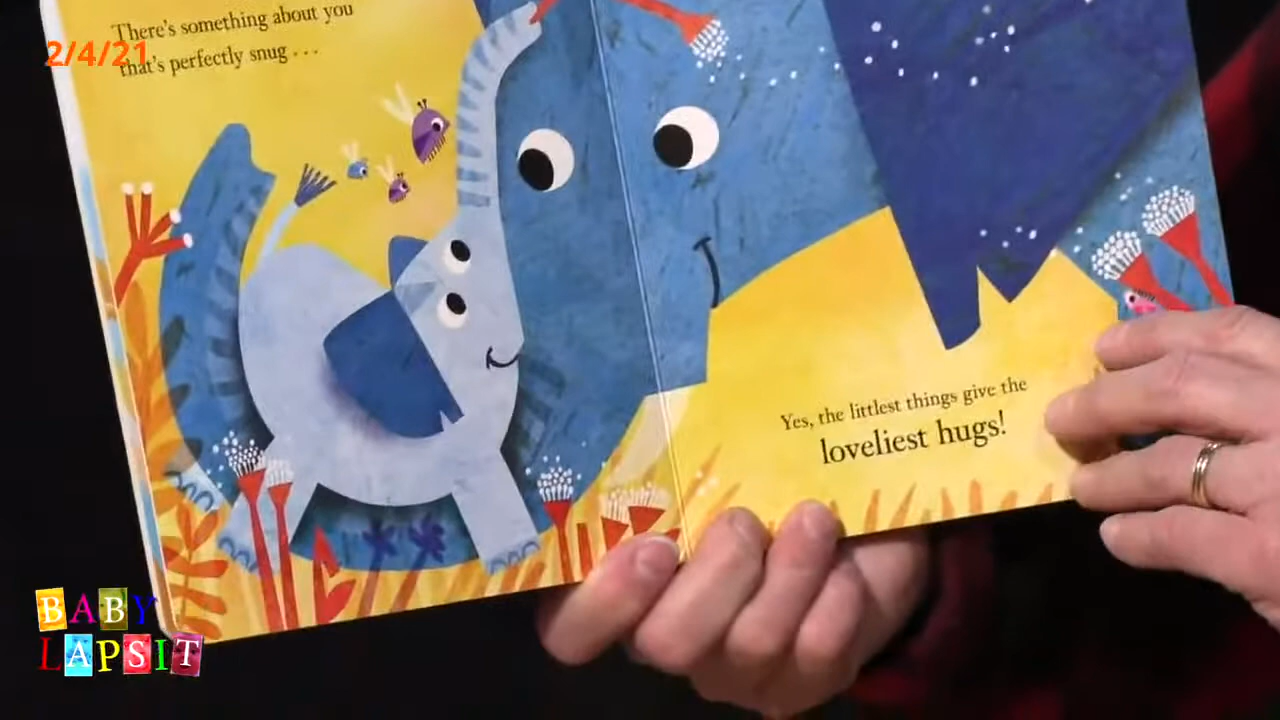 There's something about you
that's perfectly snug . . .
2/4/21
Yes, the littlest things give the
loveliest hugs!
BABY
LAPSIT